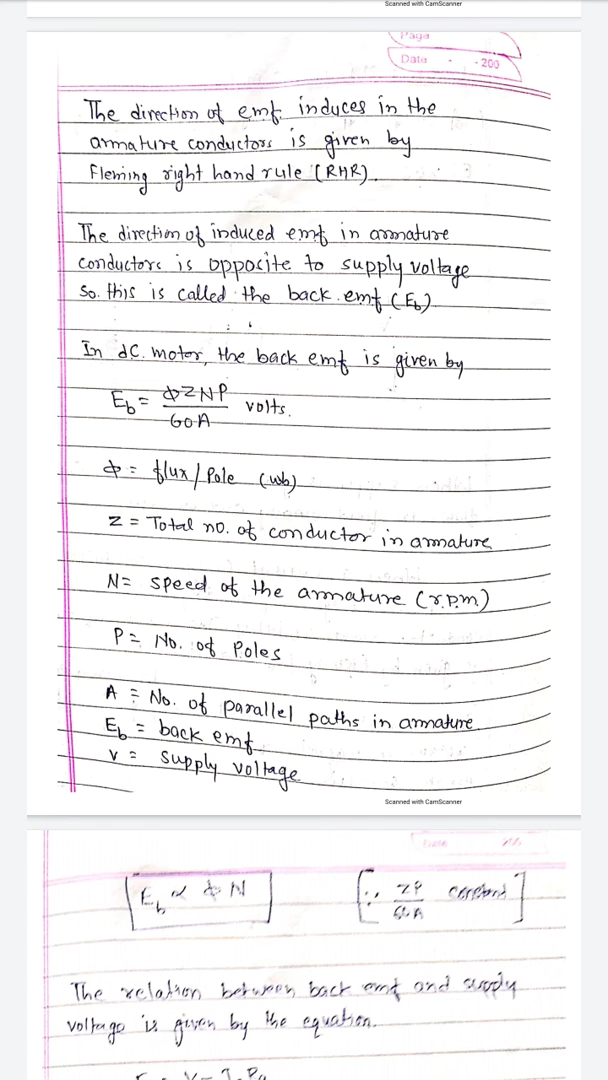 Scanned with CamScanner
Page
Date - 200
The direction of emf induces in the
armature conductors is given by
Fleming right hand rule (RHR)
The direction of induced emf in armature
conductors is opposite to supply voltage
so. this is called the back emf (Eb)
In dC. motor, the back emf is given by
Eb = ΦZNP / 60A volts.
Φ = flux/Pole (wb)
Z = Total no. of conductor in armature
N = speed of the armature (r.p.m.)
P = No. of Poles
A = No. of parallel paths in armature
Eb = back emf
V = supply voltage
Scanned with CamScanner
Eb ∝ Φ N [∵ ZP / 60A constant]
The relation between back emf and supply
voltage is given by the equation.